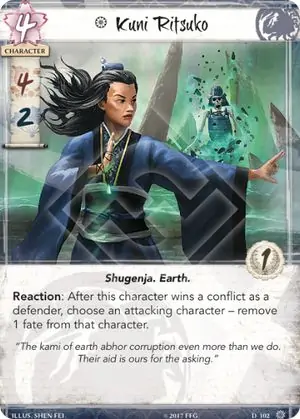 4
Kuni Ritsuko
CHARACTER
4
2
Shugenja. Earth.
1
Reaction: After this character wins a conflict as a
defender, choose an attacking character – remove
1 fate from that character.
"The kami of earth abhor corruption even more than we do.
Their aid is ours for the asking."
ILLUS. SHEN FEI
©2017 FFG
D 102